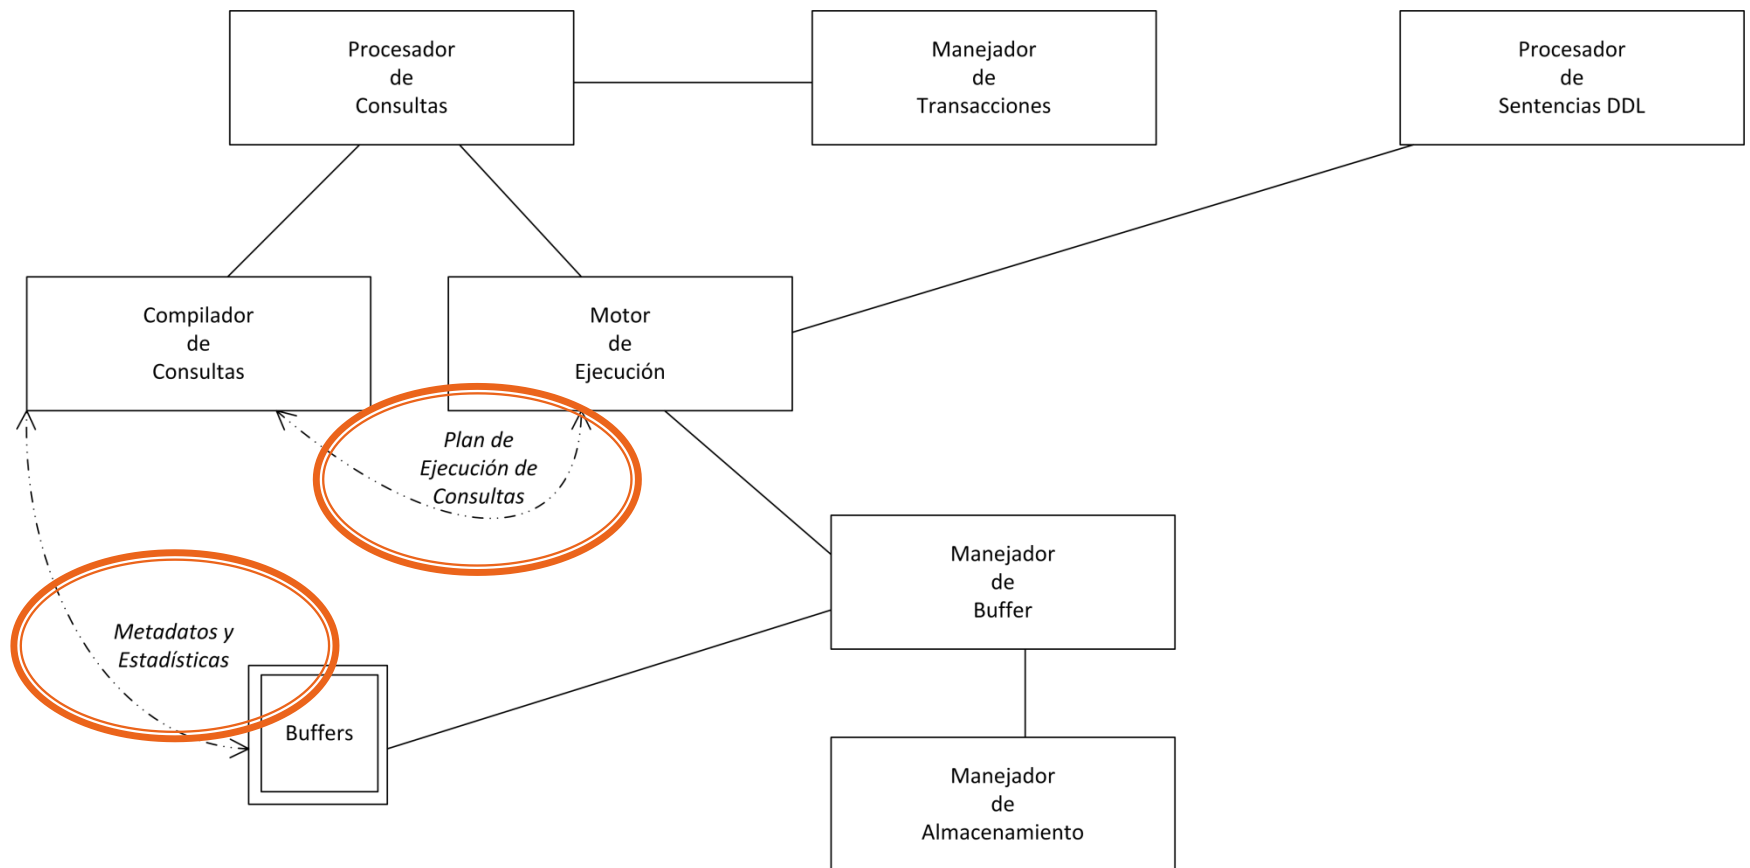 Procesador
de
Consultas
Manejador
de
Transacciones
Procesador
de
Sentencias DDL
Compilador
de
Consultas
Motor
de
Ejecución
Plan de
Ejecución de
Consultas
Manejador
de
Buffer
Metadatos y
Estadísticas
Buffers
Manejador
de
Almacenamiento